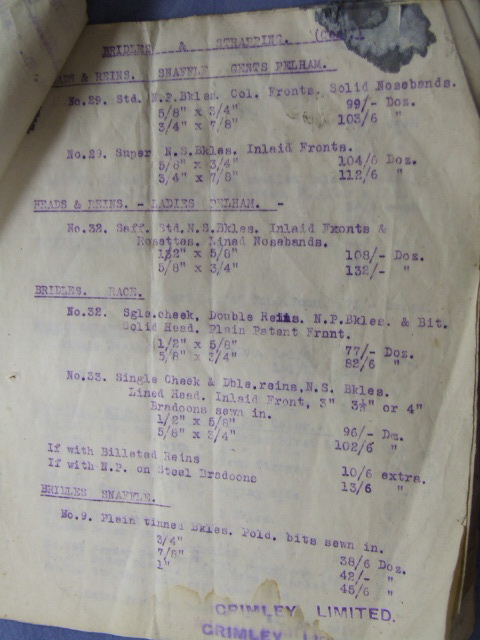 BRIDLES & STRAPPING. (Con.)
HEADS & REINS. SNAFFLE GENTS PELHAM.
No.29. Std. N.P.Bkles. Col. Fronts. Solid Nosebands.
5/8" x 3/4" 99/- Doz.
3/4" x 7/8" 103/6 "
No.29. Super N.S.Bkles. Inlaid Fronts.
5/8" x 3/4" 104/6 Doz.
3/4" x 7/8" 112/6 "
HEADS & REINS. - LADIES PELHAM. -
No.32. Saff. Std.N.S.Bkles. Inlaid Fronts &
Rosettes. Lined Nosebands.
1/2" x 5/8" 108/- Doz.
5/8" x 3/4" 132/- "
BRIDLES. RACE.
No.32. Sgle.cheek, Double Reins. N.P.Bkles. & Bit.
Solid Head. Plain Patent Front.
1/2" x 5/8" 77/- Doz.
5/8" x 3/4" 82/6 "
No.33. Single Cheek & Dble.reins,N.S. Bkles.
Lined Head. Inlaid Front, 3" 3½" or 4"
Bradoons sewn in.
1/2" x 5/8" 96/- Dz.
5/8" x 3/4" 102/6 "
If with Billeted Reins 10/6 extra.
If with N.P. on Steel Bradoons 13/6 "
BRIDLES SNAFFLE.
No.9. Plain tinned Bkles. Fold. bits sewn in.
3/4" 38/6 Doz.
7/8" 42/- "
1" 45/6 "
CRIMLEY LIMITED.
CRIMLEY